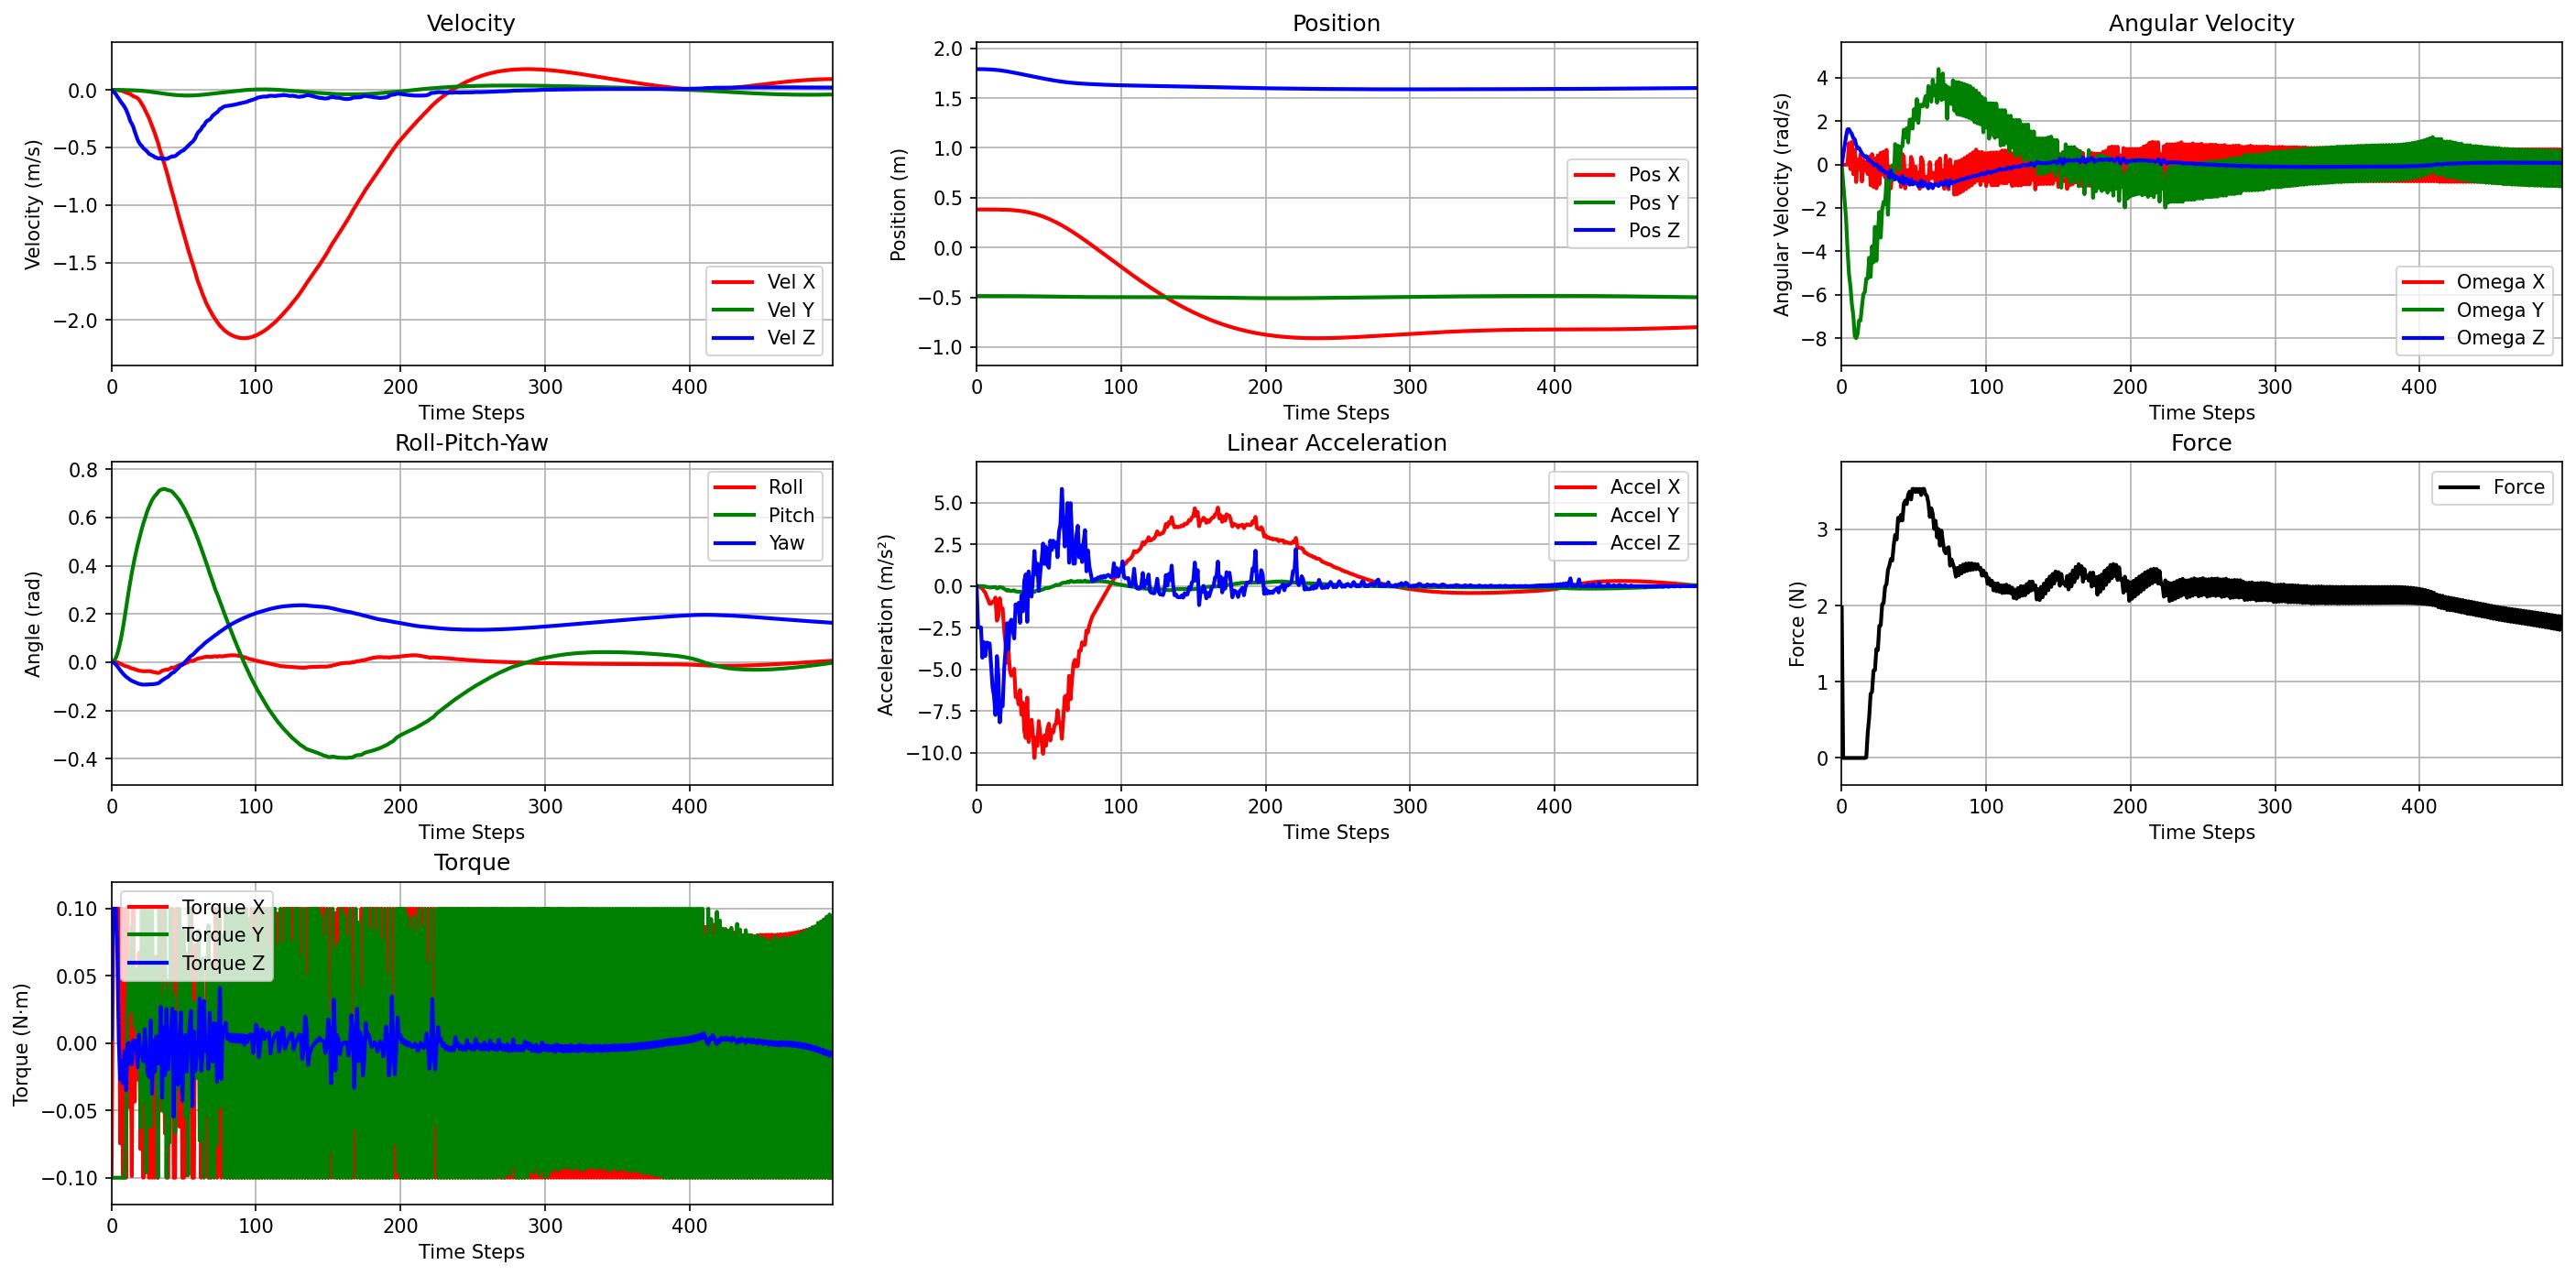 Velocity
Velocity (m/s)
0.0
−0.5
−1.0
−1.5
−2.0
Vel X
Vel Y
Vel Z
0 100 200 300 400
Time Steps
Position
Position (m)
2.0
1.5
1.0
0.5
0.0
−0.5
−1.0
Pos X
Pos Y
Pos Z
0 100 200 300 400
Time Steps
Angular Velocity
Angular Velocity (rad/s)
4
2
0
−2
−4
−6
−8
Omega X
Omega Y
Omega Z
0 100 200 300 400
Time Steps
Roll-Pitch-Yaw
Angle (rad)
0.8
0.6
0.4
0.2
0.0
−0.2
−0.4
Roll
Pitch
Yaw
0 100 200 300 400
Time Steps
Linear Acceleration
Acceleration (m/s²)
5.0
2.5
0.0
−2.5
−5.0
−7.5
−10.0
Accel X
Accel Y
Accel Z
0 100 200 300 400
Time Steps
Force
Force (N)
3
2
1
0
Force
0 100 200 300 400
Time Steps
Torque
Torque (N·m)
0.10
0.05
0.00
−0.05
−0.10
Torque X
Torque Y
Torque Z
0 100 200 300 400
Time Steps